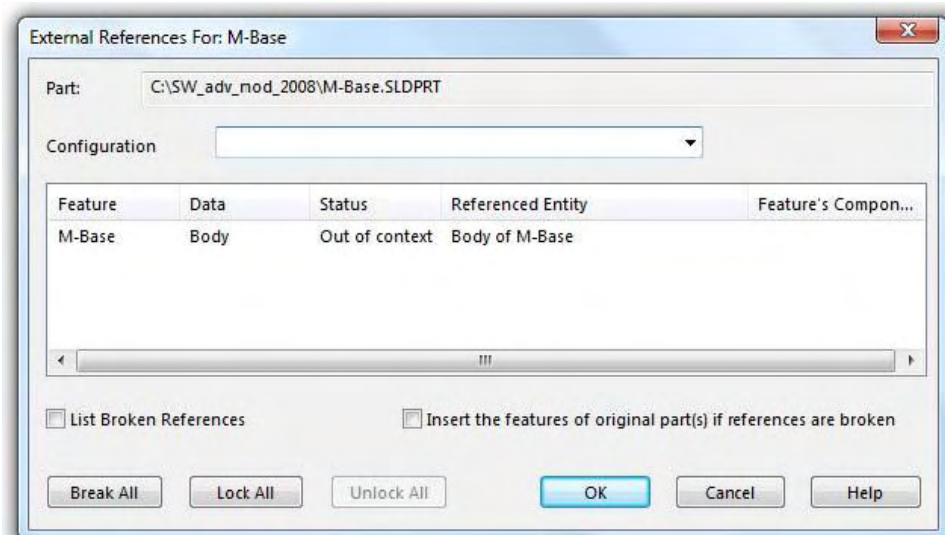 External References For: M-Base
Part: C:\SW_adv_mod_2008\M-Base.SLDPRT
Configuration
Feature Data Status Referenced Entity Feature's Compon...
M-Base Body Out of context Body of M-Base
List Broken References Insert the features of original part(s) if references are broken
Break All Lock All Unlock All OK Cancel Help